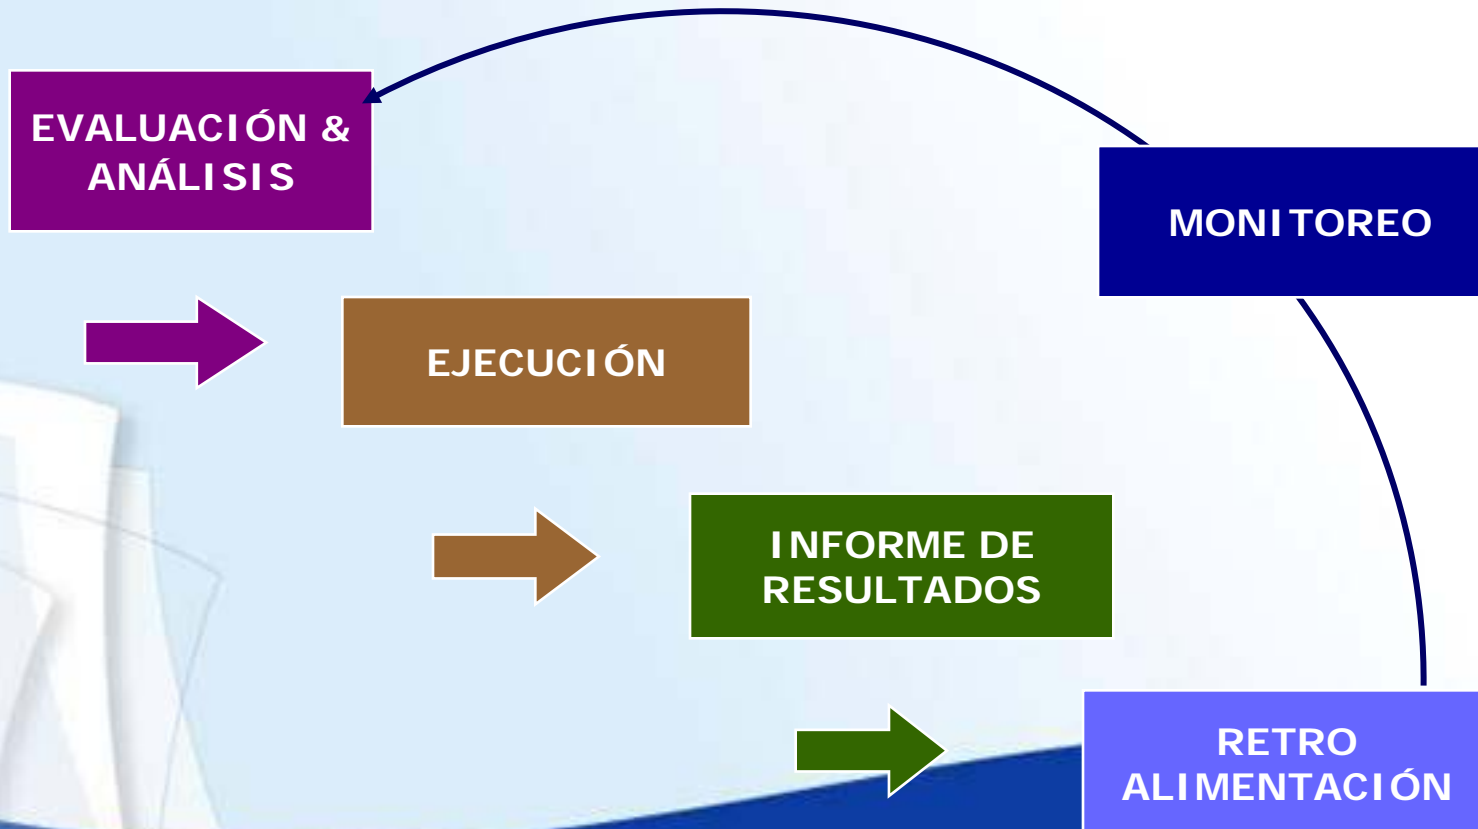 EVALUACIÓN &
ANÁLISIS
MONITOREO
EJECUCIÓN
INFORME DE
RESULTADOS
RETRO
ALIMENTACIÓN